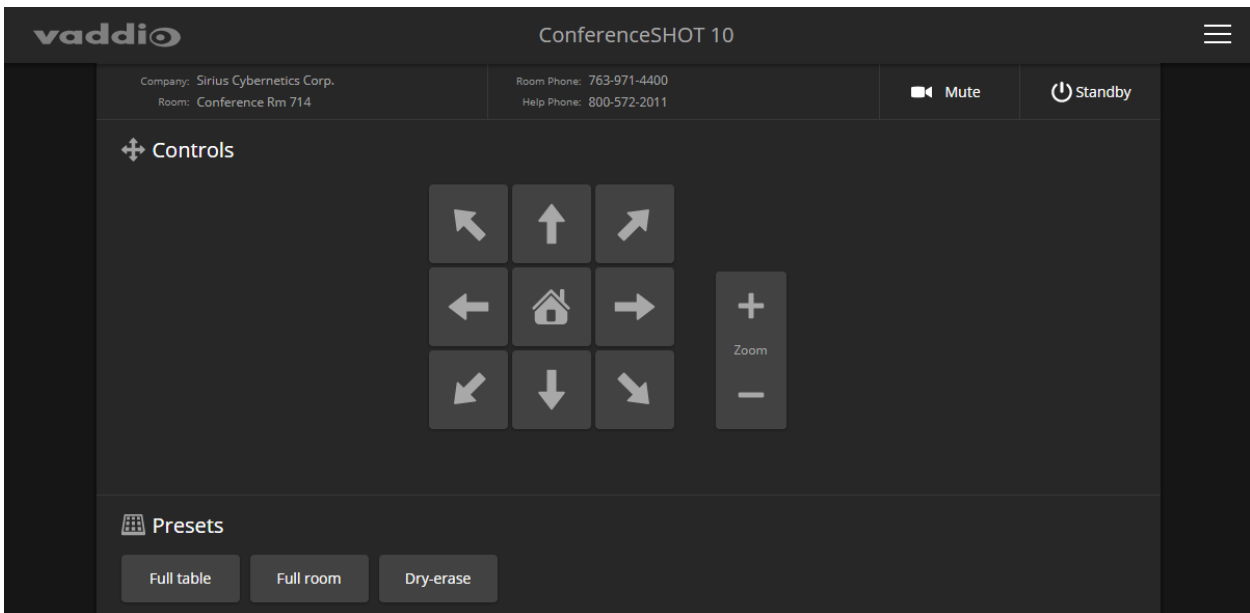 vaddio
ConferenceSHOT 10
Company: Sirius Cybernetics Corp.
Room: Conference Rm 714
Room Phone: 763-971-4400
Help Phone: 800-572-2011
Mute
Standby
Controls
+
Zoom
−
Presets
Full table
Full room
Dry-erase